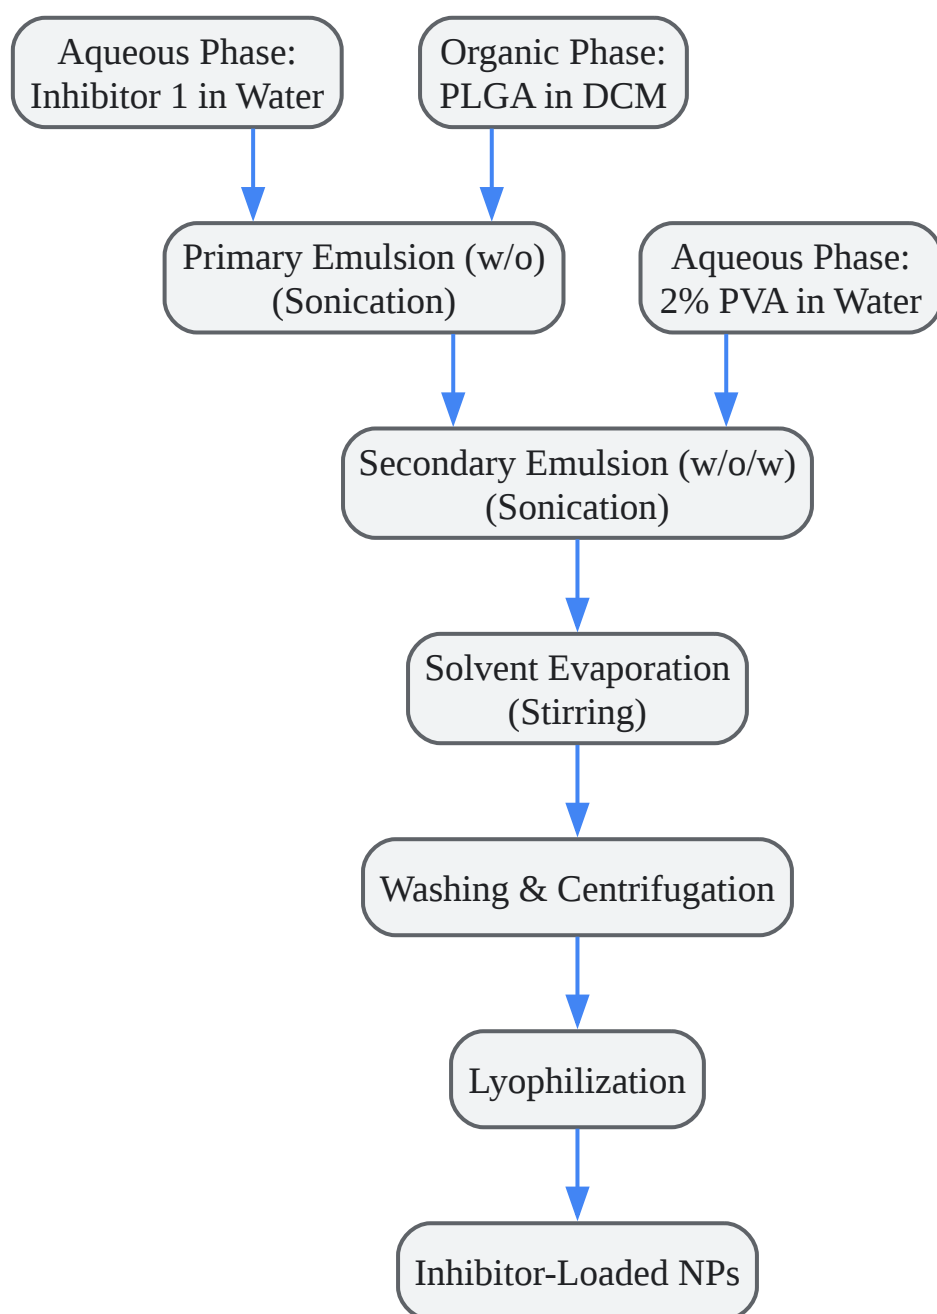 Aqueous Phase:
Inhibitor 1 in Water
Organic Phase:
PLGA in DCM
Primary Emulsion (w/o)
(Sonication)
Aqueous Phase:
2% PVA in Water
Secondary Emulsion (w/o/w)
(Sonication)
Solvent Evaporation
(Stirring)
Washing & Centrifugation
Lyophilization
Inhibitor-Loaded NPs